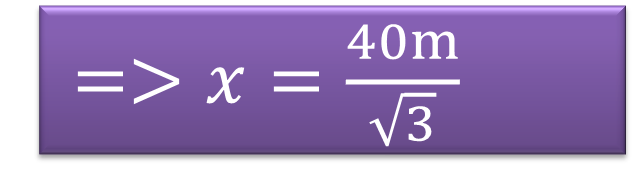 => x = 40m/√3